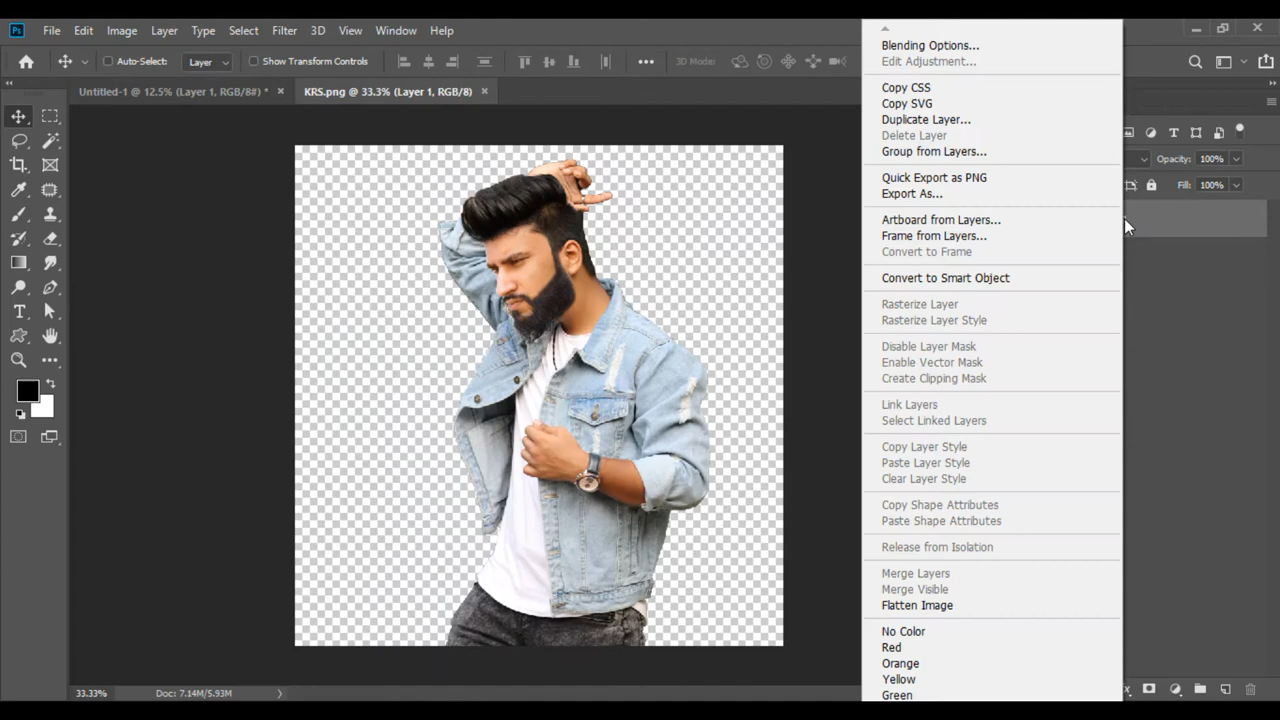 Ps File Edit Image Layer Type Select Filter 3D View Window Help
Auto-Select: Layer Show Transform Controls 3D Mode:
Untitled-1 @ 12.5% (Layer 1, RGB/8#) * KRS.png @ 33.3% (Layer 1, RGB/8)
Blending Options...
Edit Adjustment...
Copy CSS
Copy SVG
Duplicate Layer...
Delete Layer
Group from Layers...
Opacity: 100%
Quick Export as PNG
Fill: 100%
Export As...
Artboard from Layers...
Frame from Layers...
Convert to Frame
Convert to Smart Object
Rasterize Layer
Rasterize Layer Style
Disable Layer Mask
Enable Vector Mask
Create Clipping Mask
Link Layers
Select Linked Layers
Copy Layer Style
Paste Layer Style
Clear Layer Style
Copy Shape Attributes
Paste Shape Attributes
Release from Isolation
Merge Layers
Merge Visible
Flatten Image
No Color
Red
Orange
Yellow
Green
33.33% Doc: 7.14M/5.93M